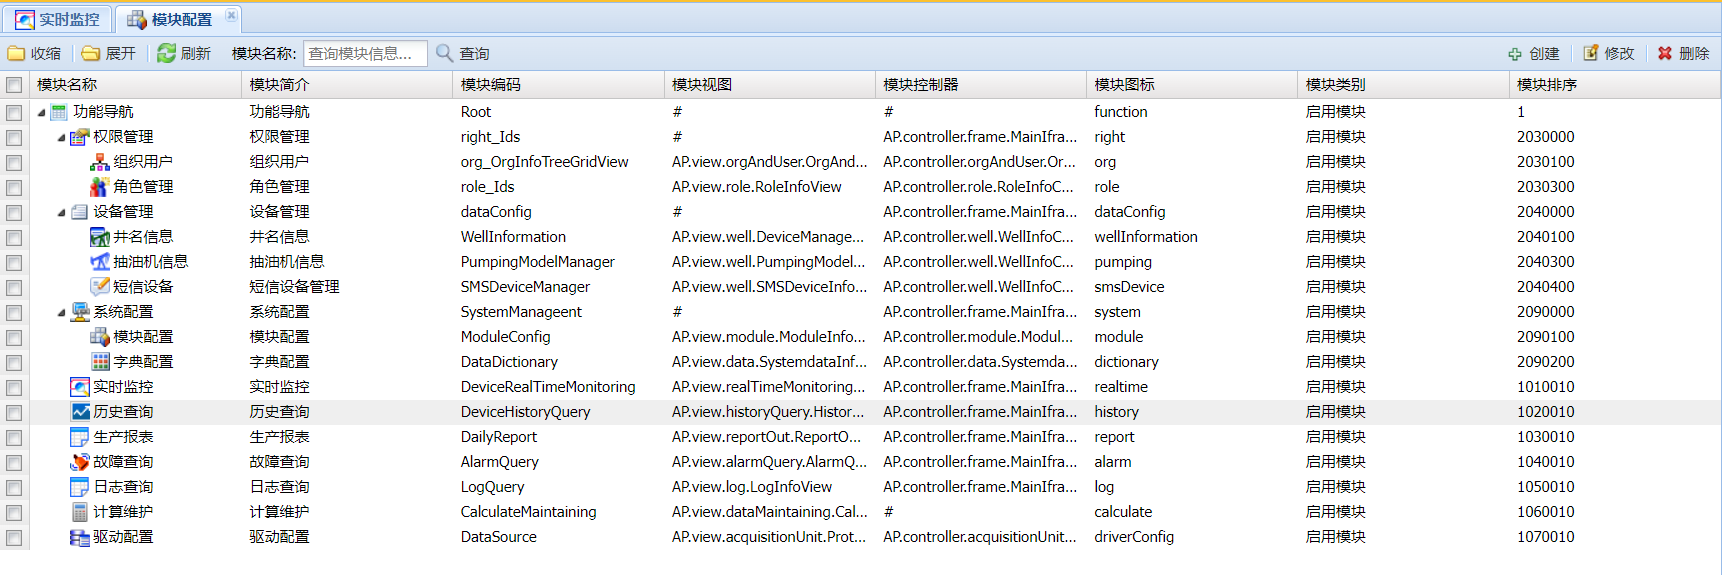 实时监控 模块配置
收缩 展开 刷新 模块名称: 查询模块信息... 查询 创建 修改 删除
模块名称 模块简介 模块编码 模块视图 模块控制器 模块图标 模块类别 模块排序
功能导航 功能导航 Root # # function 启用模块 1
权限管理 权限管理 right_Ids # AP.controller.frame.MainIfra... right 启用模块 2030000
组织用户 组织用户 org_OrgInfoTreeGridView AP.view.orgAndUser.OrgAnd... AP.controller.orgAndUser.Or... org 启用模块 2030100
角色管理 角色管理 role_Ids AP.view.role.RoleInfoView AP.controller.role.RoleInfoC... role 启用模块 2030300
设备管理 设备管理 dataConfig # AP.controller.frame.MainIfra... dataConfig 启用模块 2040000
井名信息 井名信息 WellInformation AP.view.well.DeviceManage... AP.controller.well.WellInfoC... wellInformation 启用模块 2040100
抽油机信息 抽油机信息 PumpingModelManager AP.view.well.PumpingModel... AP.controller.well.WellInfoC... pumping 启用模块 2040300
短信设备 短信设备管理 SMSDeviceManager AP.view.well.SMSDeviceInfo... AP.controller.well.WellInfoC... smsDevice 启用模块 2040400
系统配置 系统配置 SystemManageent # AP.controller.frame.MainIfra... system 启用模块 2090000
模块配置 模块配置 ModuleConfig AP.view.module.ModuleInfo... AP.controller.module.Modul... module 启用模块 2090100
字典配置 字典配置 DataDictionary AP.view.data.SystemdataInf... AP.controller.data.Systemda... dictionary 启用模块 2090200
实时监控 实时监控 DeviceRealTimeMonitoring AP.view.realTimeMonitoring... AP.controller.frame.MainIfra... realtime 启用模块 1010010
历史查询 历史查询 DeviceHistoryQuery AP.view.historyQuery.Histor... AP.controller.frame.MainIfra... history 启用模块 1020010
生产报表 生产报表 DailyReport AP.view.reportOut.ReportO... AP.controller.frame.MainIfra... report 启用模块 1030010
故障查询 故障查询 AlarmQuery AP.view.alarmQuery.AlarmQ... AP.controller.frame.MainIfra... alarm 启用模块 1040010
日志查询 日志查询 LogQuery AP.view.log.LogInfoView AP.controller.frame.MainIfra... log 启用模块 1050010
计算维护 计算维护 CalculateMaintaining AP.view.dataMaintaining.Cal... # calculate 启用模块 1060010
驱动配置 驱动配置 DataSource AP.view.acquisitionUnit.Prot... AP.controller.acquisitionUnit... driverConfig 启用模块 1070010